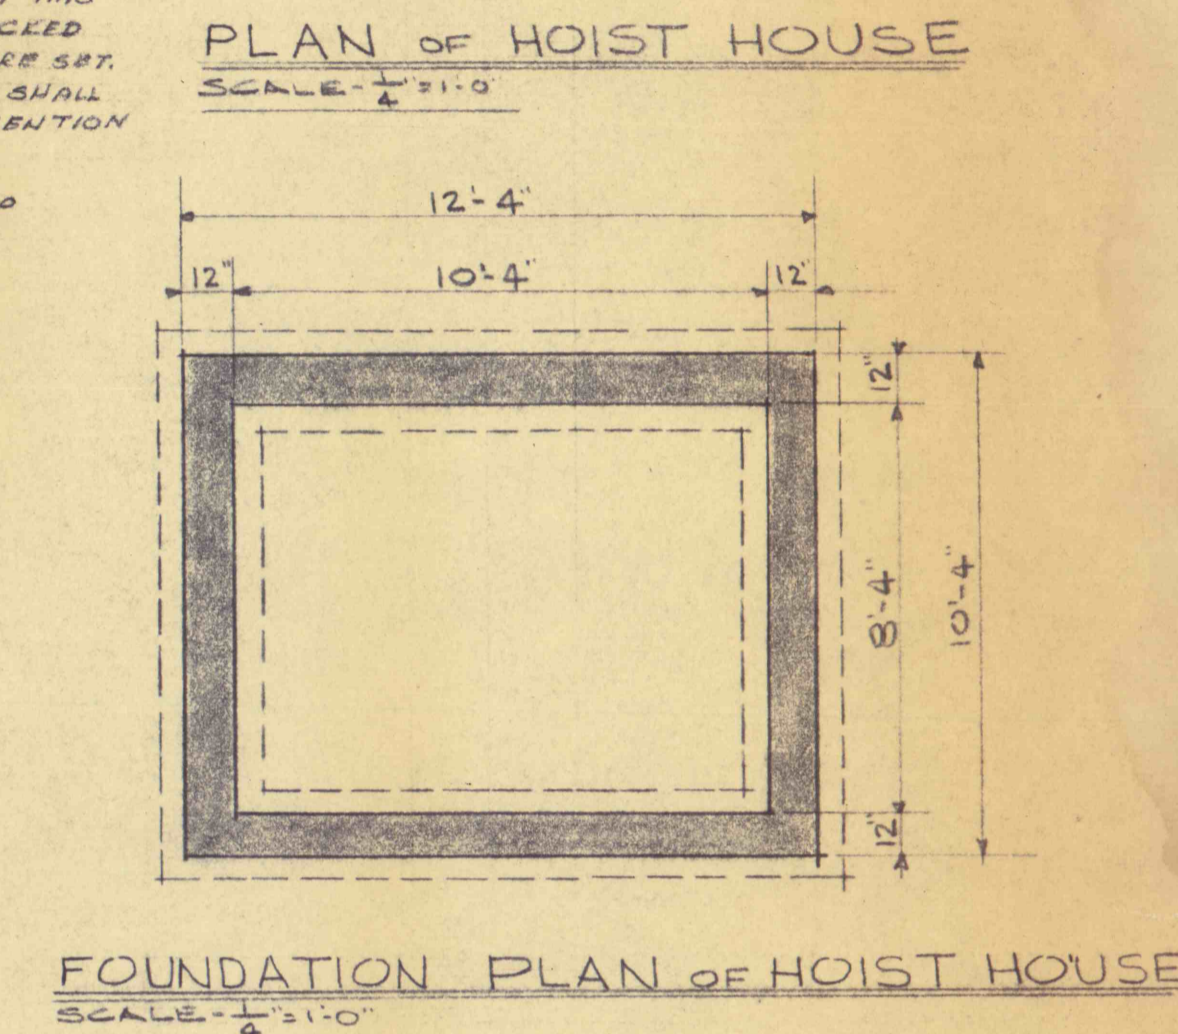 CKED
RE SET.
SHALL
ENTION
PLAN OF HOIST HOUSE
SCALE - 1/4" = 1'-0"
12'-4"
12" 10'-4" 12"
12"
8'-4"
10'-4"
12"
FOUNDATION PLAN OF HOIST HOUSE
SCALE - 1/4" = 1'-0"